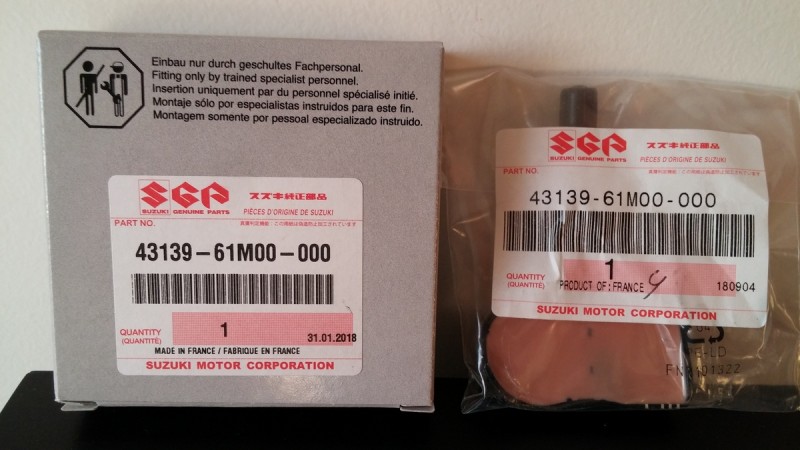 Einbau nur durch geschultes Fachpersonal.
Fitting only by trained specialist personnel.
Insertion uniquement par du personnel spécialisé initié.
Montaje sólo por especialistas instruidos para este fin.
Montagem somente por pessoal especializado instruido.
SGP
SUZUKI GENUINE PARTS
スズキ純正部品
PIÈCES D'ORIGINE DE SUZUKI
PART NO.
43139-61M00-000
QUANTITY
(QUANTITÉ)
1
31.01.2018
MADE IN FRANCE / FABRIQUE EN FRANCE
SUZUKI MOTOR CORPORATION
SGP
SUZUKI GENUINE PARTS
スズキ純正部品
PIÈCES D'ORIGINE DE SUZUKI
PART NO.
43139-61M00-000
QUANTITY
(QUANTITÉ)
1
PRODUCT OF:FRANCE
180904
SUZUKI MOTOR CORPORATION